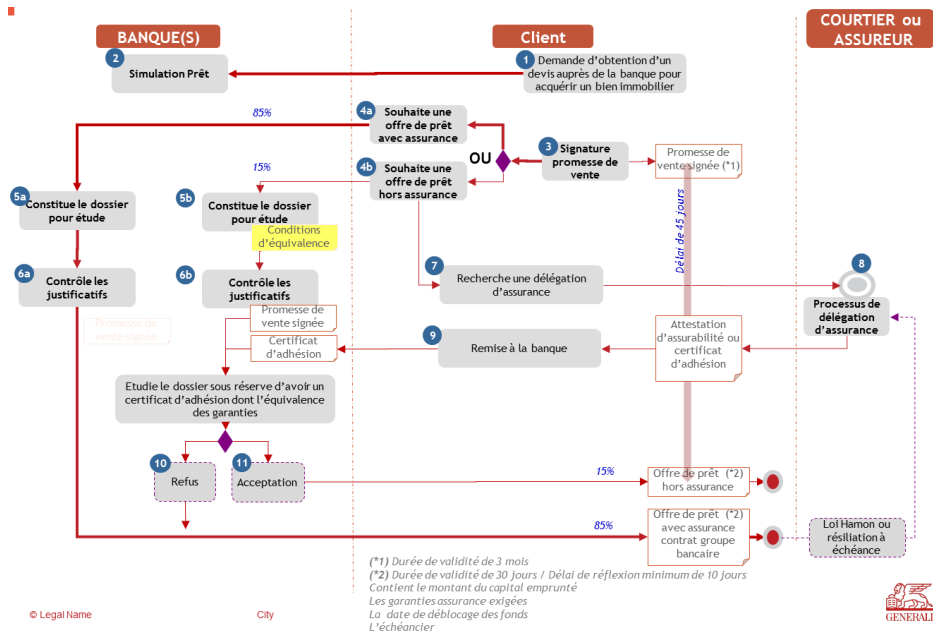 BANQUE(S)
Client
COURTIER ou
ASSUREUR
2
Simulation Prêt
1
Demande d'obtention d'un
devis auprès de la banque pour
acquérir un bien immobilier
85%
4a
Souhaite une
offre de prêt
avec assurance
OU
3
Signature
promesse de
vente
Promesse de
vente signée (*1)
15%
4b
Souhaite une
offre de prêt
hors assurance
5a
Constitue le dossier
pour étude
5b
Constitue le dossier
pour étude
Conditions
d'équivalence
Délai de 45 jours
6a
Contrôle les
justificatifs
6b
Contrôle les
justificatifs
7
Recherche une délégation
d'assurance
8
Processus de
délégation
d'assurance
Promesse de
vente signée
Promesse de
vente signée
Certificat
d'adhésion
9
Remise à la banque
Attestation
d'assurabilité ou
certificat
d'adhésion
Etudie le dossier sous réserve d'avoir un
certificat d'adhésion dont l'équivalence
des garanties
10
Refus
11
Acceptation
15%
Offre de prêt (*2)
hors assurance
85%
Offre de prêt (*2)
avec assurance
contrat groupe
bancaire
Loi Hamon ou
résiliation à
échéance
(*1) Durée de validité de 3 mois
(*2) Durée de validité de 30 jours / Délai de réflexion minimum de 10 jours
Contient le montant du capital emprunté
Les garanties assurance exigées
La date de déblocage des fonds
L'échéancier
© Legal Name
City
GENERALI